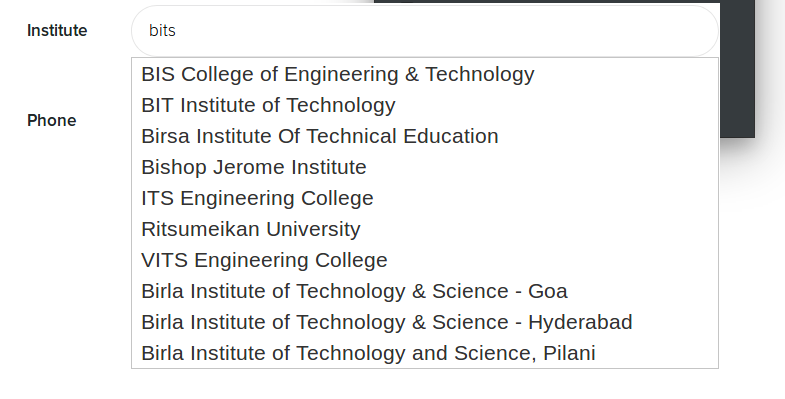 Institute
bits
BIS College of Engineering & Technology
BIT Institute of Technology
Phone
Birsa Institute Of Technical Education
Bishop Jerome Institute
ITS Engineering College
Ritsumeikan University
VITS Engineering College
Birla Institute of Technology & Science - Goa
Birla Institute of Technology & Science - Hyderabad
Birla Institute of Technology and Science, Pilani